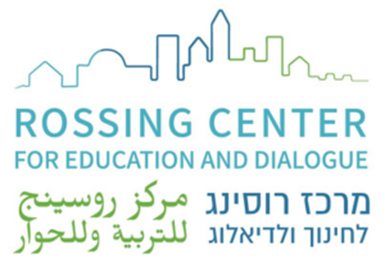 ROSSING CENTER
FOR EDUCATION AND DIALOGUE
מרכז רוסינג
לחינוך ולדיאלוג
مركز روسينج
للتربية وللحوار